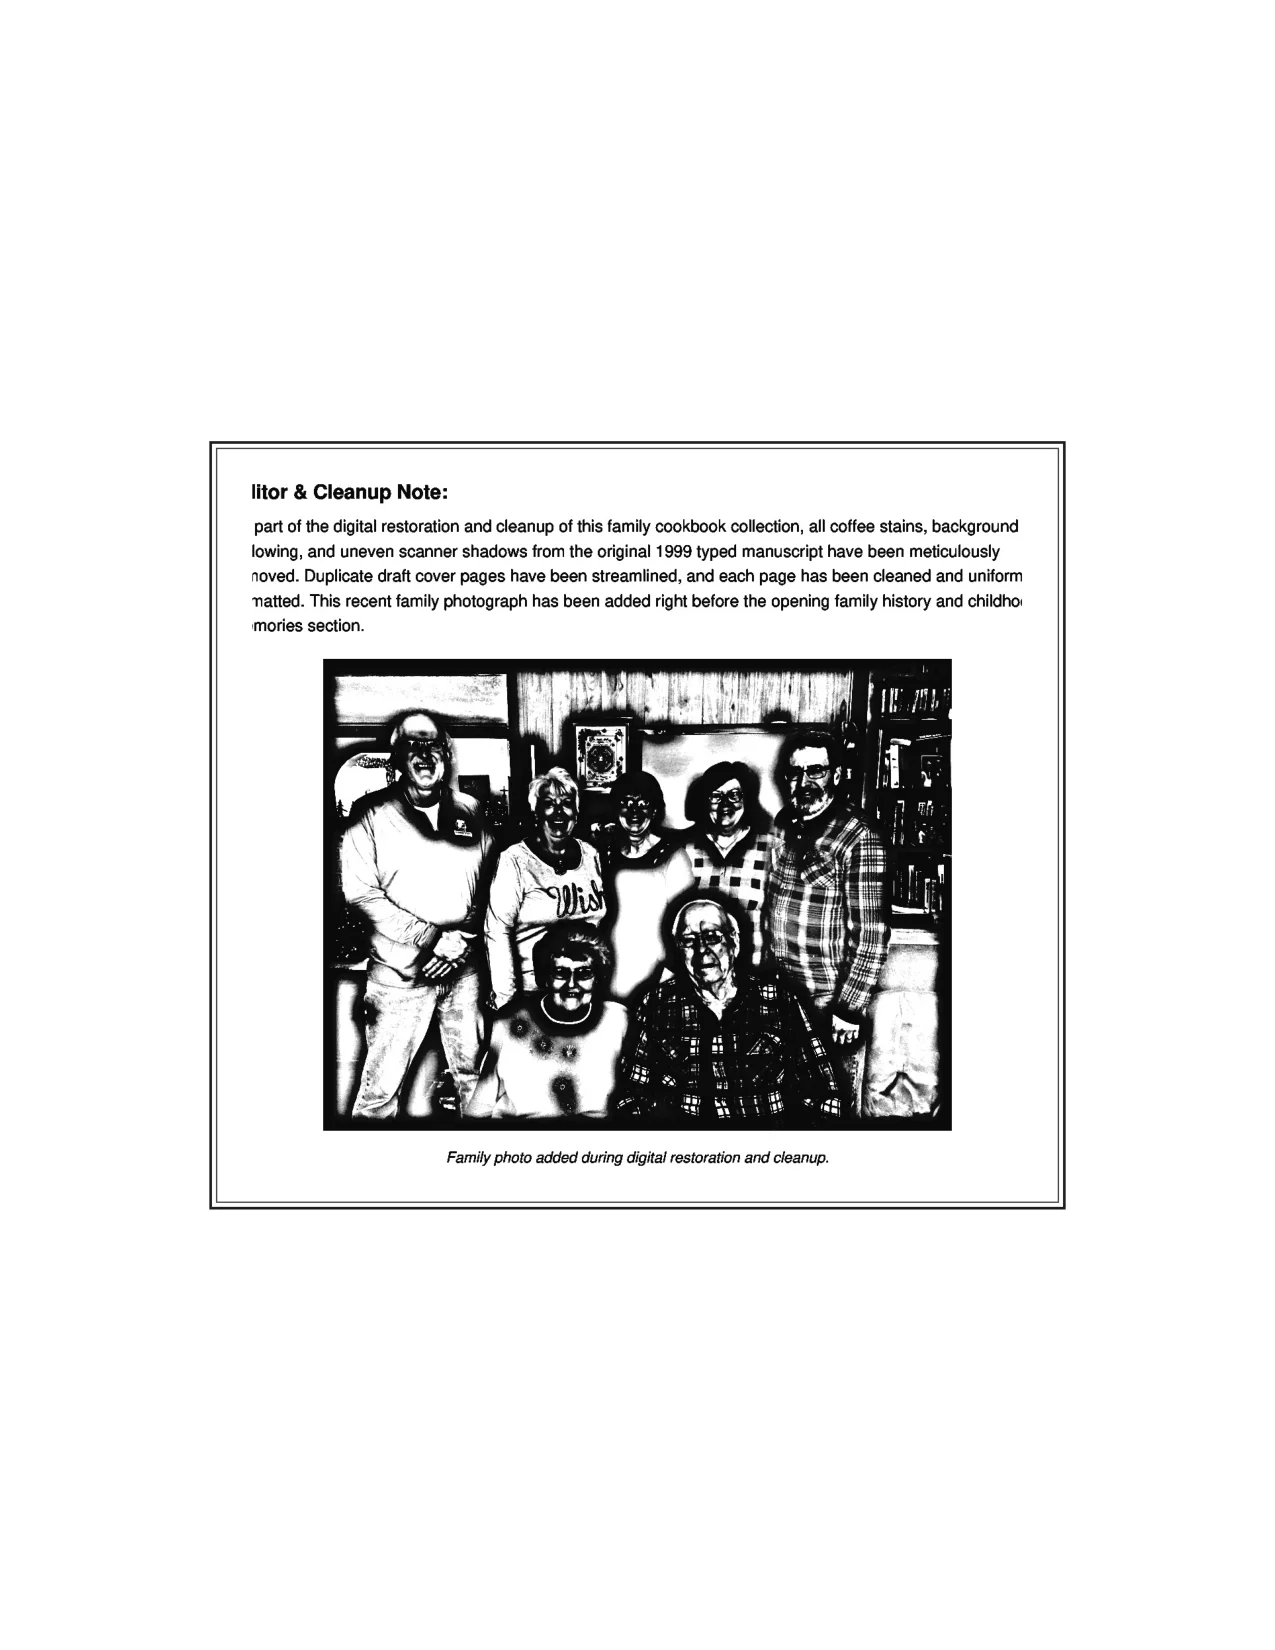 litor & Cleanup Note:
part of the digital restoration and cleanup of this family cookbook collection, all coffee stains, background
lowing, and uneven scanner shadows from the original 1999 typed manuscript have been meticulously
noved. Duplicate draft cover pages have been streamlined, and each page has been cleaned and uniform
matted. This recent family photograph has been added right before the opening family history and childhoo
mories section.
Wish
Family photo added during digital restoration and cleanup.